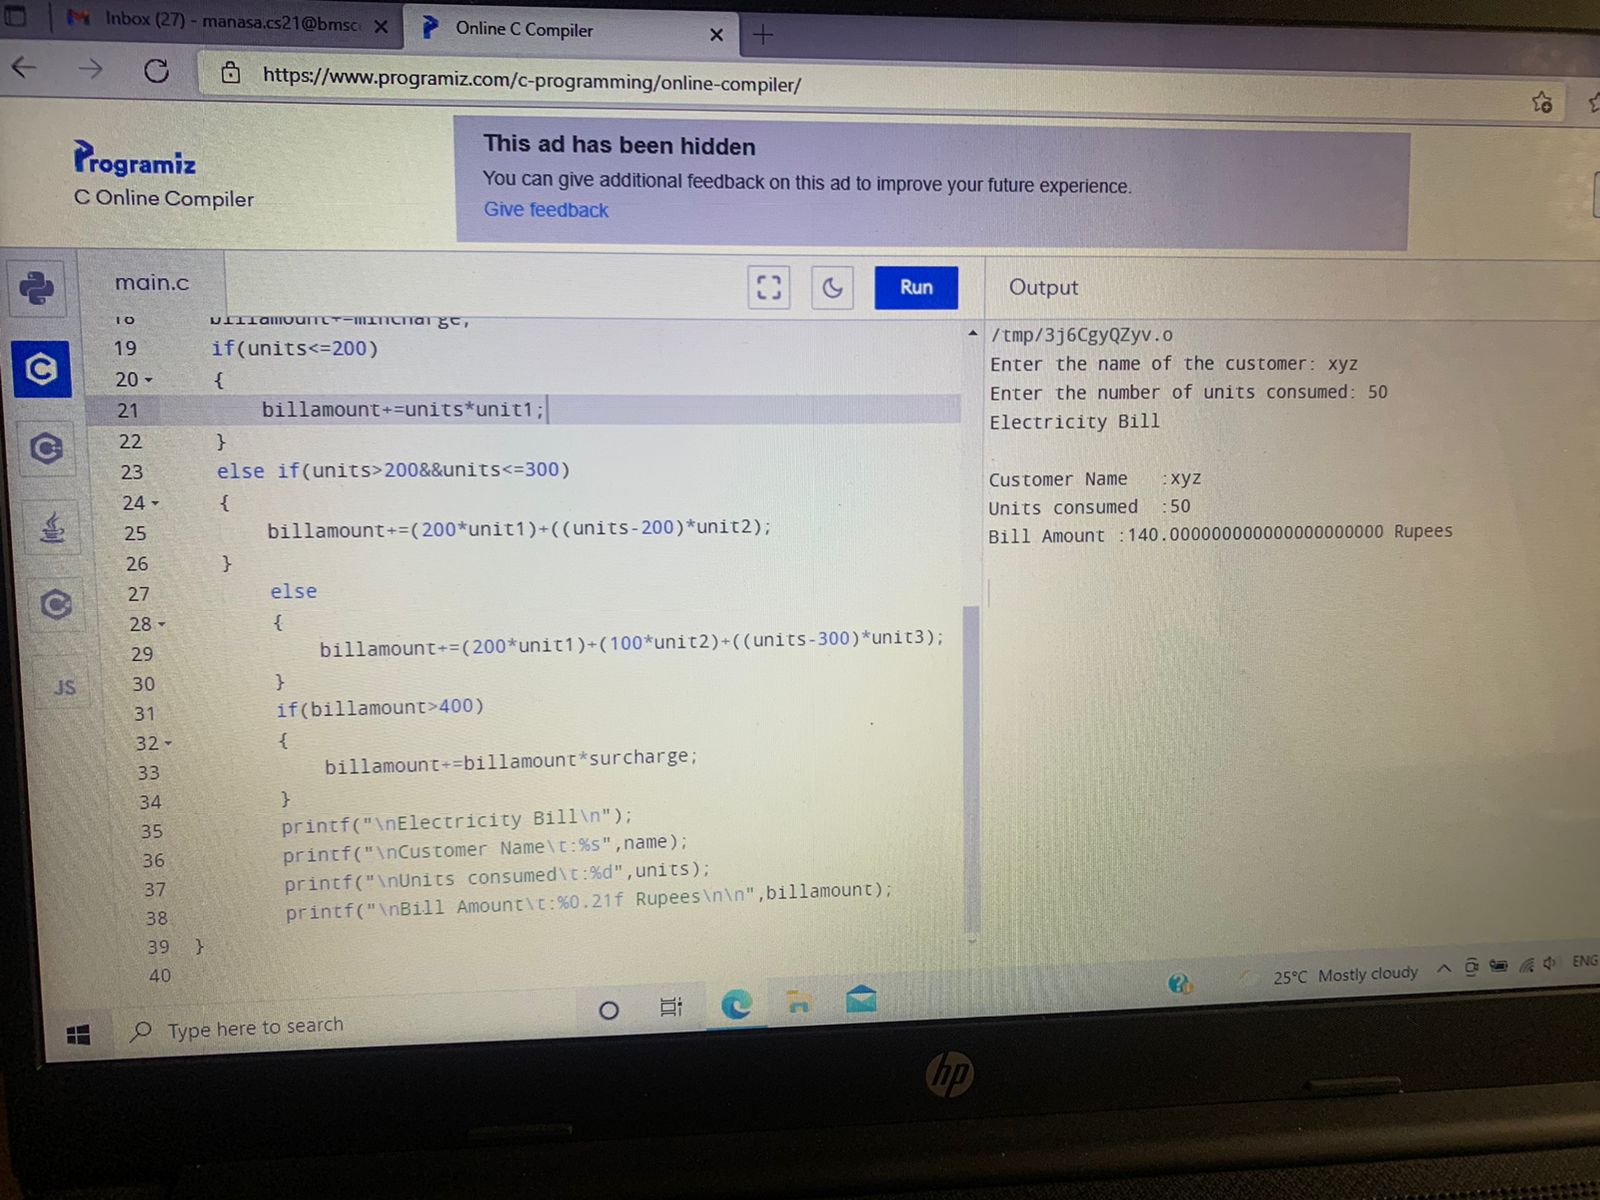 Inbox (27) - manasa.cs21@bmsc
Online C Compiler
https://www.programiz.com/c-programming/online-compiler/
Programiz
C Online Compiler
This ad has been hidden
You can give additional feedback on this ad to improve your future experience.
Give feedback
main.c
Run
18 billamount+=mincharge;
19 if(units<=200)
20 {
21 billamount+=units*unit1;
22 }
23 else if(units>200&&units<=300)
24 {
25 billamount+=(200*unit1)+((units-200)*unit2);
26 }
27 else
28 {
29 billamount+=(200*unit1)+(100*unit2)+((units-300)*unit3);
30 }
31 if(billamount>400)
32 {
33 billamount+=billamount*surcharge;
34 }
35 printf("\nElectricity Bill\n");
36 printf("\nCustomer Name\t:%s",name);
37 printf("\nUnits consumed\t:%d",units);
38 printf("\nBill Amount\t:%0.21f Rupees\n\n",billamount);
39 }
40
JS
Output
/tmp/3j6CgyQZyv.o
Enter the name of the customer: xyz
Enter the number of units consumed: 50
Electricity Bill
Customer Name :xyz
Units consumed :50
Bill Amount :140.000000000000000000000 Rupees
Type here to search
25°C Mostly cloudy
ENG
hp